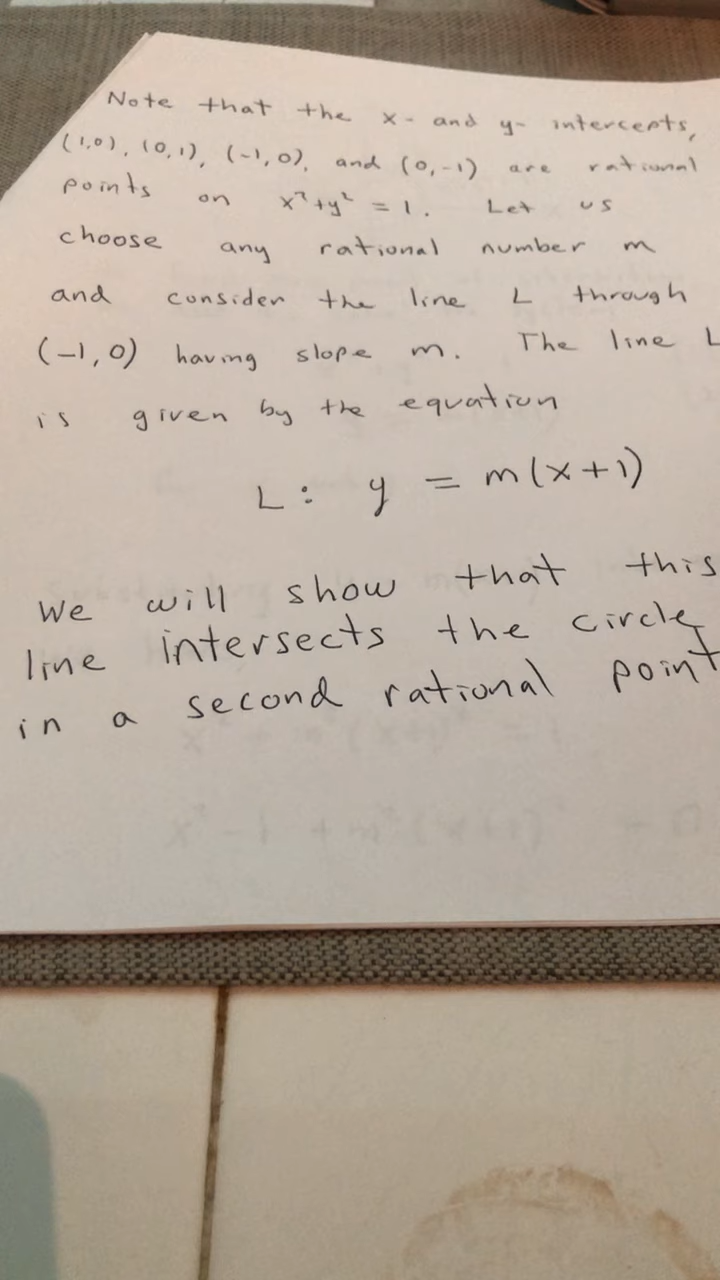 Note that the x- and y- intercepts,
(1,0), (0,1), (-1,0), and (0,-1) are rational
points on x²+y² = 1. Let us
choose any rational number m
and consider the line L through
(-1,0) having slope m. The line L
is given by the equation
L: y = m(x+1)
We will show that this
line intersects the circle
in a second rational point